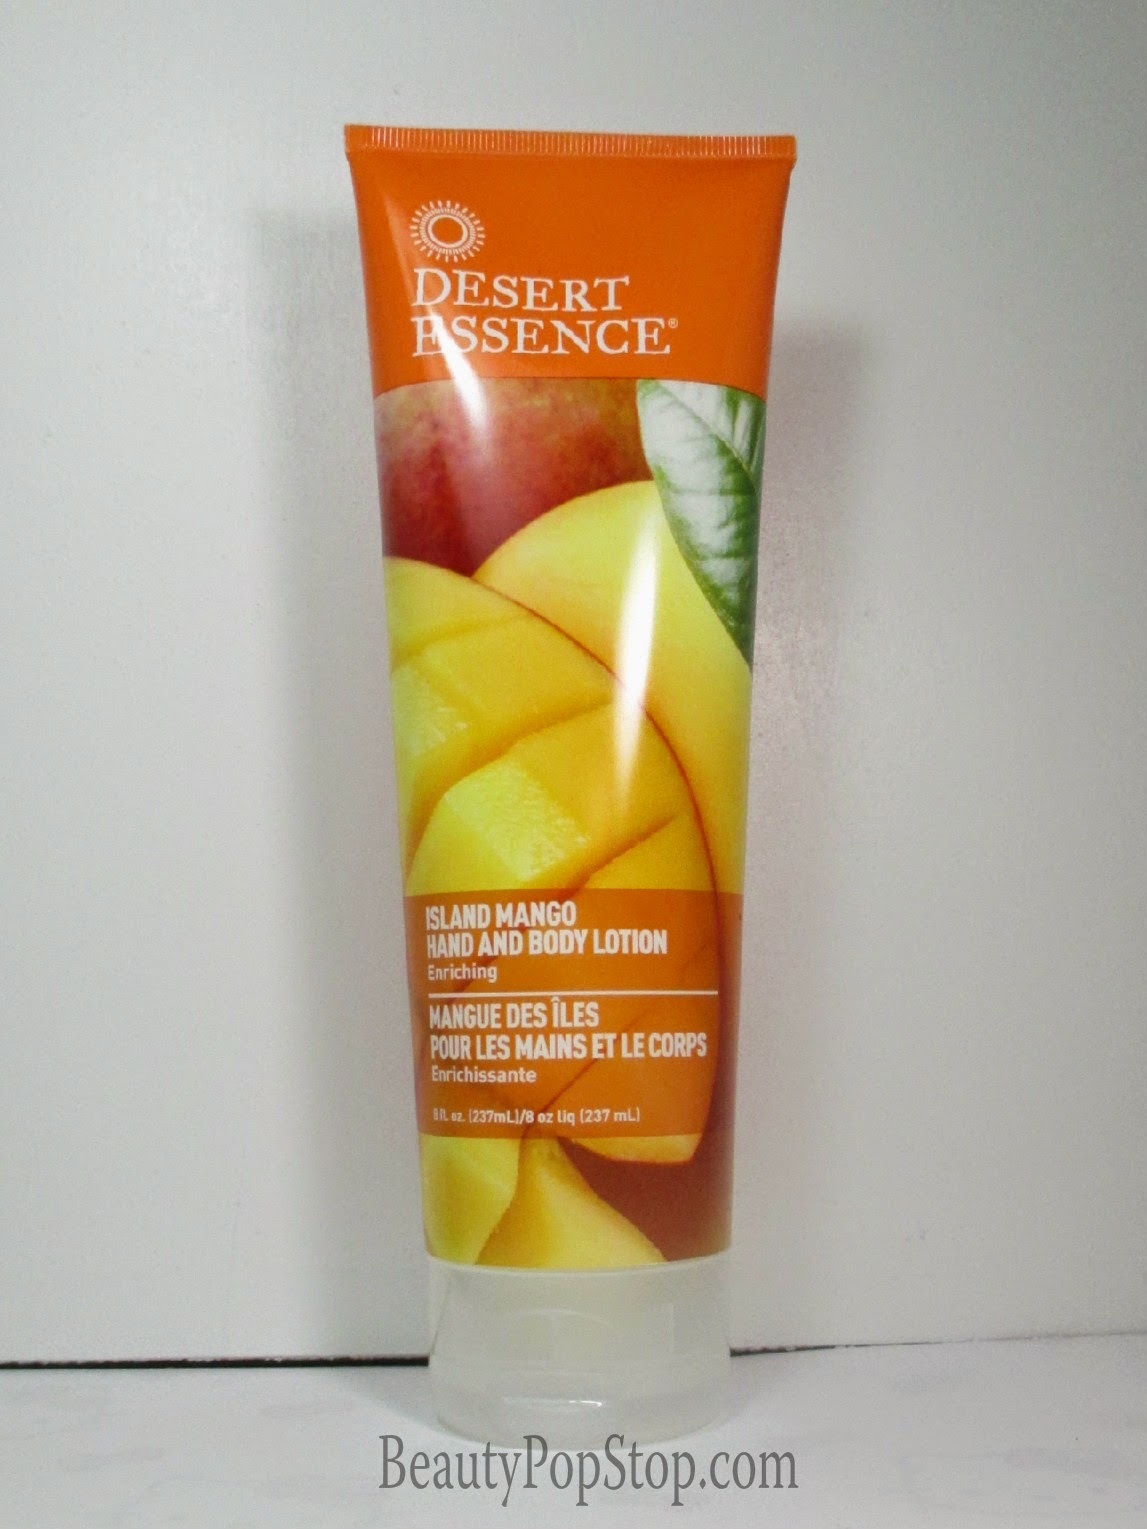 DESERT
ESSENCE®
ISLAND MANGO
HAND AND BODY LOTION
Enriching
MANGUE DES ÎLES
POUR LES MAINS ET LE CORPS
Enrichissante
8 fl. oz. (237mL)/8 oz liq (237 mL)
BeautyPopStop.com